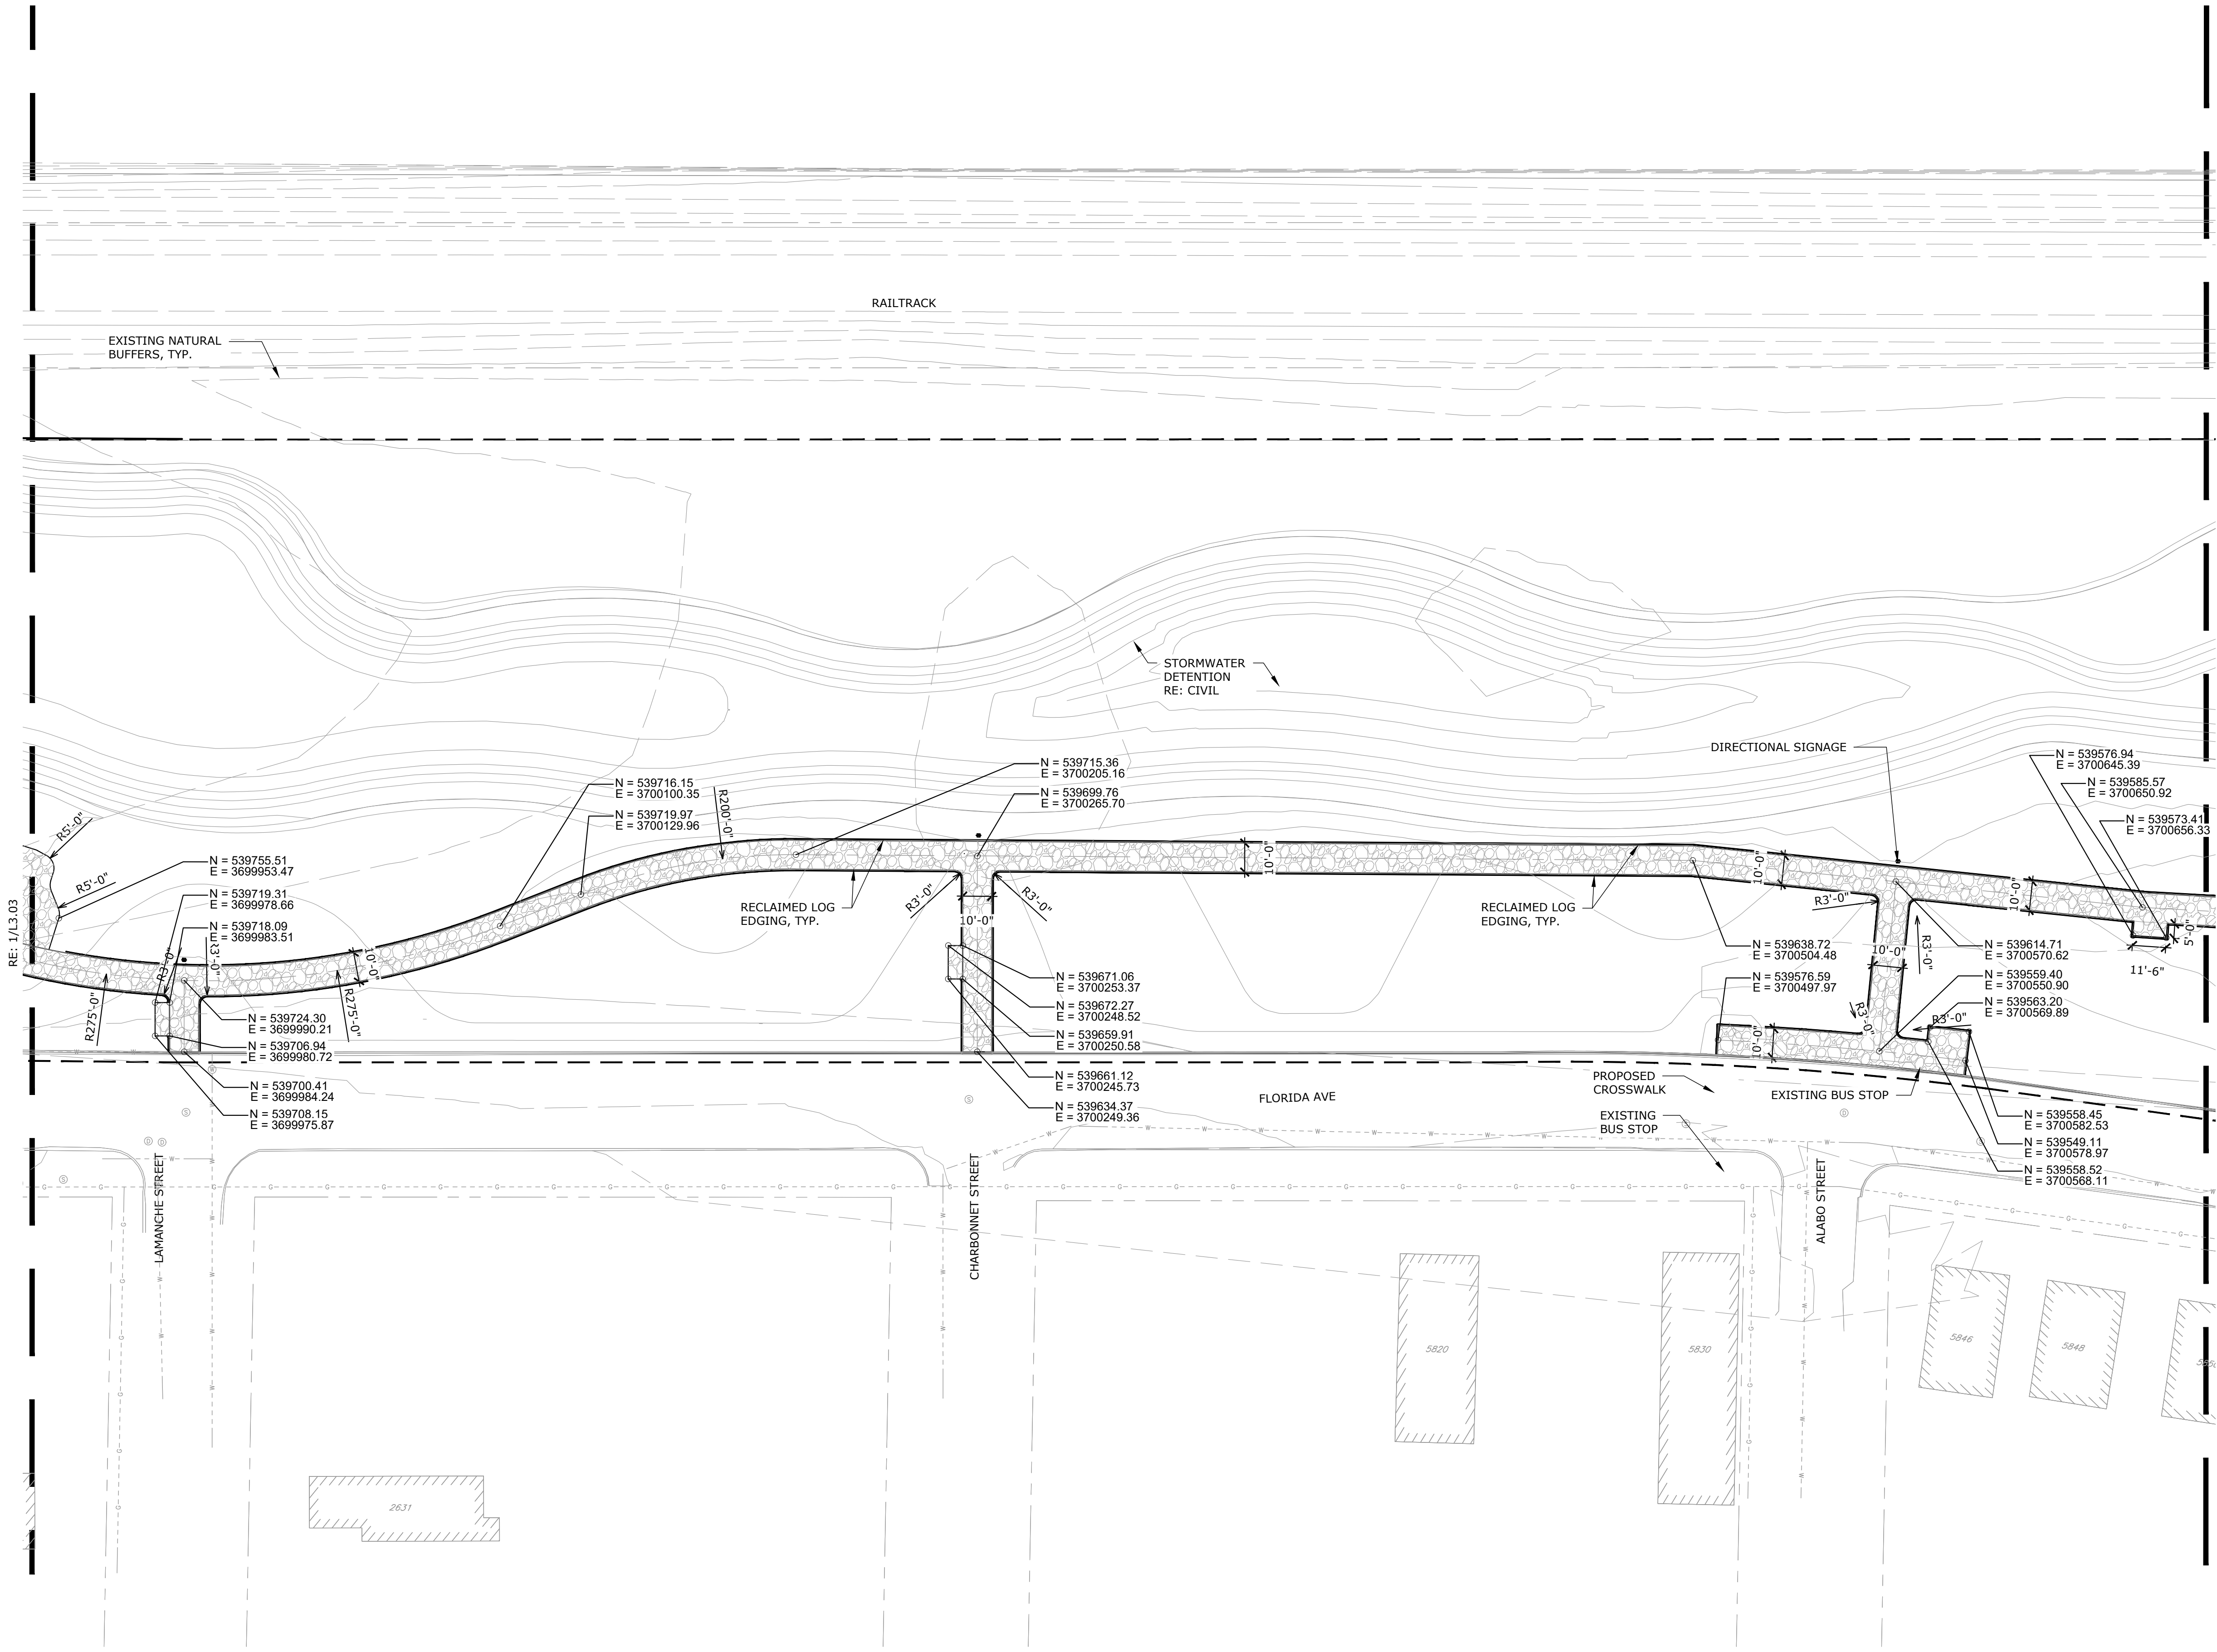 RAILTRACK
EXISTING NATURAL
BUFFERS, TYP.
STORMWATER
DETENTION
RE: CIVIL
DIRECTIONAL SIGNAGE
N = 539576.94
E = 3700645.39
N = 539585.57
E = 3700650.92
N = 539573.41
E = 3700656.33
N = 539715.36
E = 3700205.16
N = 539716.15
E = 3700100.35
N = 539699.76
E = 3700265.70
N = 539719.97
E = 3700129.96
R200'-0"
R5'-0"
R5'-0"
N = 539755.51
E = 3699953.47
N = 539719.31
E = 3699978.66
N = 539718.09
E = 3699983.51
RE: 1/L3.03
R3'-0"
R3'-0"
10'-0"
R275'-0"
R275'-0"
RECLAIMED LOG
EDGING, TYP.
R3'-0"
R3'-0"
10'-0"
10'-0"
RECLAIMED LOG
EDGING, TYP.
10'-0"
R3'-0"
10'-0"
5'-0"
11'-6"
10'-0"
R3'-0"
N = 539638.72
E = 3700504.48
N = 539614.71
E = 3700570.62
N = 539671.06
E = 3700253.37
N = 539576.59
E = 3700497.97
N = 539559.40
E = 3700550.90
N = 539672.27
E = 3700248.52
N = 539563.20
E = 3700569.89
R3'-0"
R3'-0"
10'-0"
N = 539724.30
E = 3699990.21
N = 539659.91
E = 3700250.58
N = 539706.94
E = 3699980.72
N = 539661.12
E = 3700245.73
N = 539700.41
E = 3699984.24
N = 539634.37
E = 3700249.36
N = 539708.15
E = 3699975.87
FLORIDA AVE
PROPOSED
CROSSWALK
EXISTING BUS STOP
EXISTING
BUS STOP
N = 539558.45
E = 3700582.53
N = 539549.11
E = 3700578.97
N = 539558.52
E = 3700568.11
LAMANCHE STREET
CHARBONNET STREET
ALABO STREET
5820
5830
5846
5848
2631